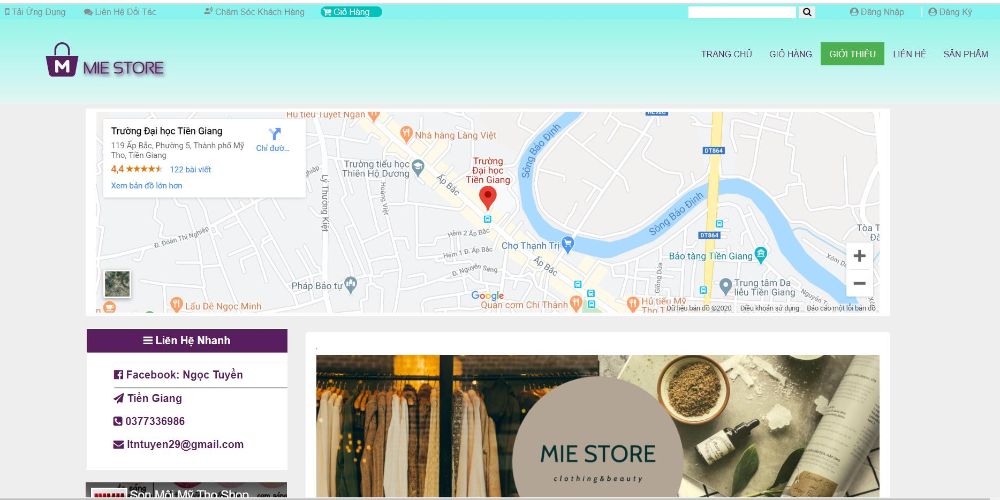 Tải Ứng Dụng
Liên Hệ Đối Tác
Chăm Sóc Khách Hàng
Giỏ Hàng
Đăng Nhập
Đăng Ký
M MIE STORE
TRANG CHỦ
GIỎ HÀNG
GIỚI THIỆU
LIÊN HỆ
SẢN PHẨM
Trường Đại học Tiền Giang
119 Ấp Bắc, Phường 5, Thành phố Mỹ
Tho, Tiền Giang
4,4
122 bài viết
Xem bản đồ lớn hơn
Chỉ đườ...
Hủ tiếu Tuyết Ngân
Nhà hàng Làng Việt
Trường tiểu học
Thiên Hộ Dương
Trường
Đại học
Tiền Giang
Ấp Bắc
Sông Bảo Định
DT864
Lý Thường Kiệt
Hoàng Việt
Sông Bảo Định
Đ. Đoàn Thị Nghiệp
Hẻm 2 Ấp Bắc
Chợ Thạnh Trị
DT864
Hẻm 1 Đ. Ấp Bắc
Bảo tàng Tiền Giang
Ấp Bắc
Đ. Nguyễn Sáng
Giồng Dứa
Pháp Bảo tự
Trung tâm Da
liễu Tiền Giang
Google
Lẩu Dê Ngọc Minh
Quán cơm Chí Thành
Hủ tiếu Mỹ
Dữ liệu bản đồ ©2020
Điều khoản sử dụng
Báo cáo một lỗi bản đồ
Liên Hệ Nhanh
Facebook: Ngọc Tuyền
Tiền Giang
0377336986
ltntuyen29@gmail.com
MIE STORE
clothing&beauty
Coconut Oil
and
Son Môi Mỹ Tho Shop